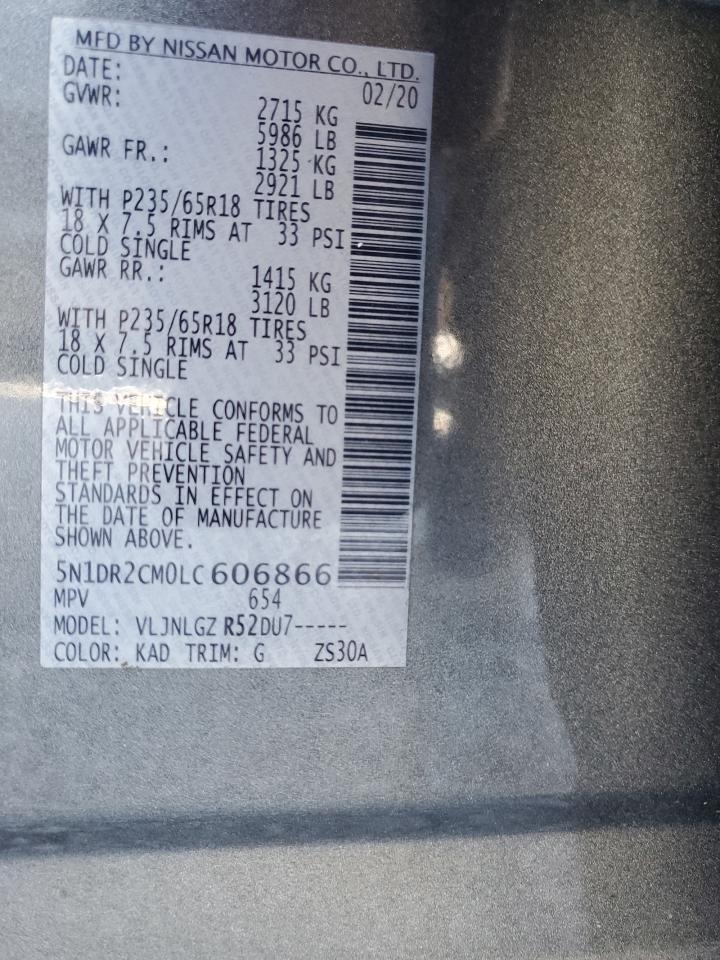 MFD BY NISSAN MOTOR CO., LTD.
DATE: 02/20
GVWR: 2715 KG
5986 LB
GAWR FR.: 1325 KG
2921 LB
WITH P235/65R18 TIRES
18 X 7.5 RIMS AT 33 PSI
COLD SINGLE
GAWR RR.: 1415 KG
3120 LB
WITH P235/65R18 TIRES
18 X 7.5 RIMS AT 33 PSI
COLD SINGLE
THIS VEHICLE CONFORMS TO
ALL APPLICABLE FEDERAL
MOTOR VEHICLE SAFETY AND
THEFT PREVENTION
STANDARDS IN EFFECT ON
THE DATE OF MANUFACTURE
SHOWN ABOVE.
5N1DR2CM0LC606866
MPV 654
MODEL: VLJNLGZ R52DU7-----
COLOR: KAD TRIM: G ZS30A